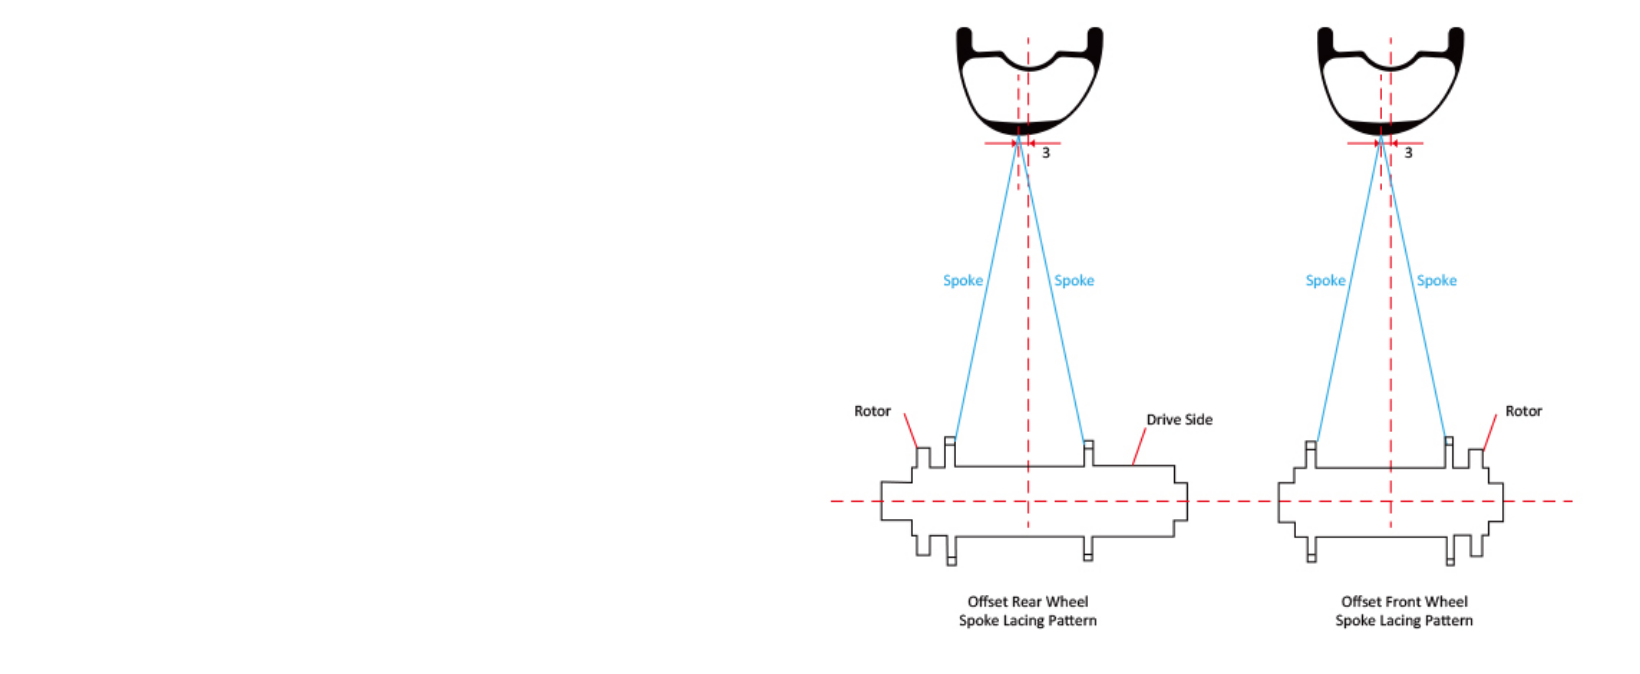 3
3
Spoke
Spoke
Spoke
Spoke
Rotor
Drive Side
Rotor
Offset Rear Wheel
Spoke Lacing Pattern
Offset Front Wheel
Spoke Lacing Pattern